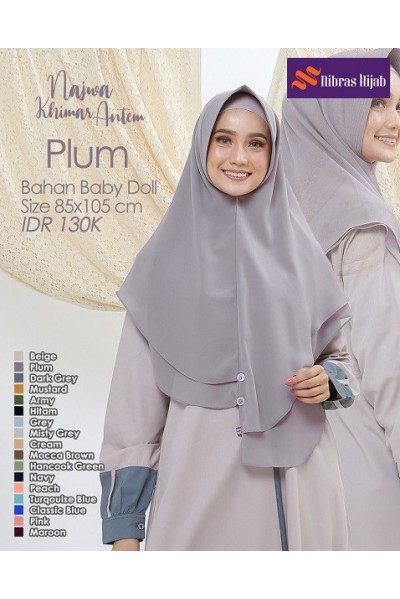 Nibras Hijab
Najwa
Khimar Antem
Plum
Bahan Baby Doll
Size 85x105 cm
IDR 130K
Beige
Plum
Dark Grey
Mustard
Army
Hitam
Grey
Misty Grey
Cream
Mocca Brown
Hancook Green
Navy
Peach
Turqouise Blue
Classic Blue
Pink
Maroon